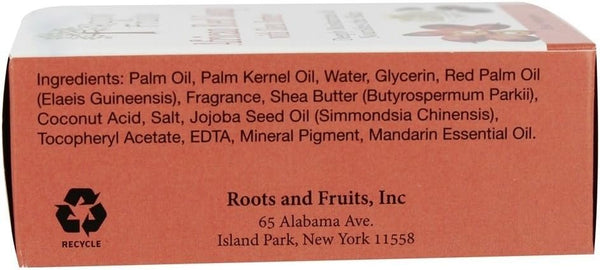 Ingredients: Palm Oil, Palm Kernel Oil, Water, Glycerin, Red Palm Oil
(Elaeis Guineensis), Fragrance, Shea Butter (Butyrospermum Parkii),
Coconut Acid, Salt, Jojoba Seed Oil (Simmondsia Chinensis),
Tocopheryl Acetate, EDTA, Mineral Pigment, Mandarin Essential Oil.
RECYCLE
Roots and Fruits, Inc
65 Alabama Ave.
Island Park, New York 11558